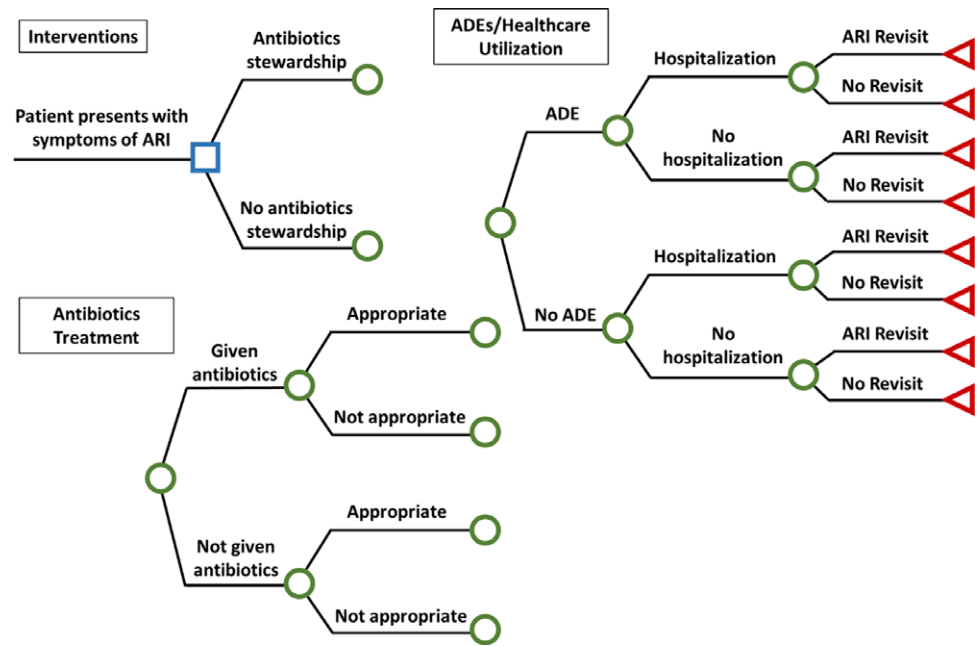 Interventions
Patient presents with
symptoms of ARI
Antibiotics
stewardship
No antibiotics
stewardship
ADEs/Healthcare
Utilization
ADE
Hospitalization
ARI Revisit
No Revisit
No
hospitalization
ARI Revisit
No Revisit
No ADE
Hospitalization
ARI Revisit
No Revisit
No
hospitalization
ARI Revisit
No Revisit
Antibiotics
Treatment
Given
antibiotics
Appropriate
Not appropriate
Not given
antibiotics
Appropriate
Not appropriate